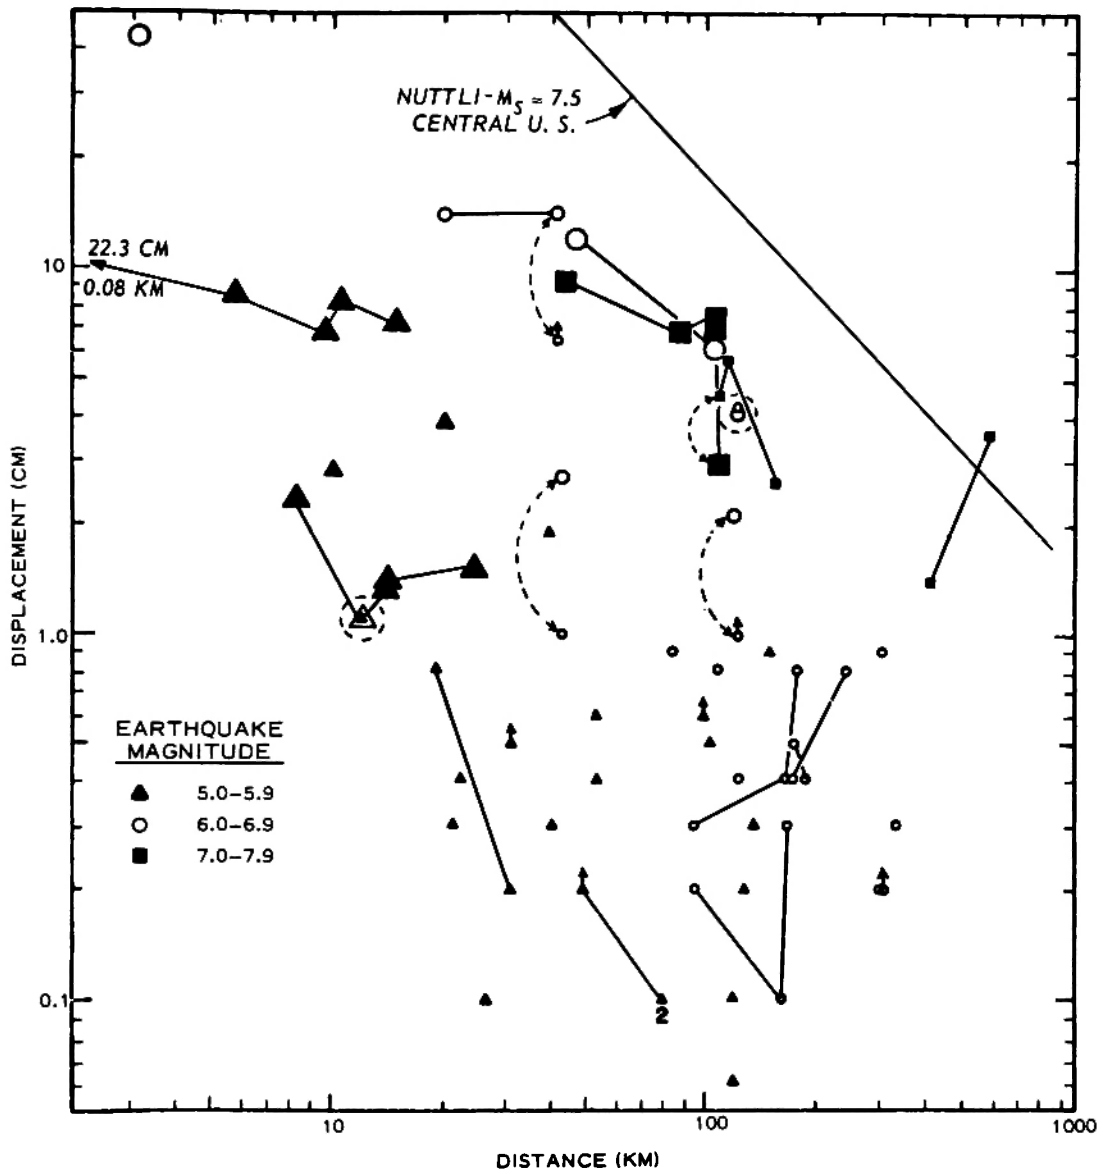 NUTTLI-MS = 7.5
CENTRAL U. S.
22.3 CM
0.08 KM
10
1.0
0.1
DISPLACEMENT (CM)
EARTHQUAKE
MAGNITUDE
5.0-5.9
6.0-6.9
7.0-7.9
2
10
100
1000
DISTANCE (KM)